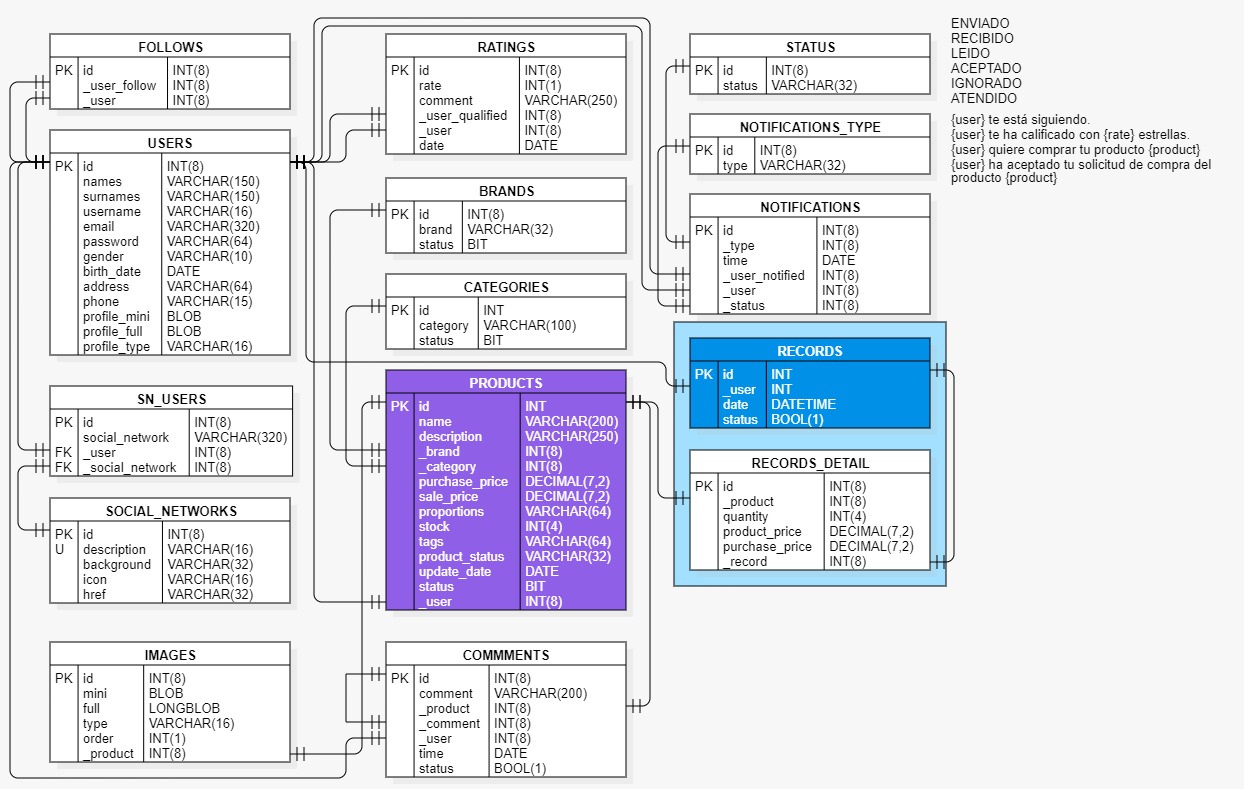 FOLLOWS
PK id INT(8)
_user_follow INT(8)
_user INT(8)
USERS
PK id INT(8)
names VARCHAR(150)
surnames VARCHAR(150)
username VARCHAR(16)
email VARCHAR(320)
password VARCHAR(64)
gender VARCHAR(10)
birth_date DATE
address VARCHAR(64)
phone VARCHAR(15)
profile_mini BLOB
profile_full BLOB
profile_type VARCHAR(16)
SN_USERS
PK id INT(8)
social_network VARCHAR(320)
FK _user INT(8)
FK _social_network INT(8)
SOCIAL_NETWORKS
PK id INT(8)
U description VARCHAR(16)
background VARCHAR(32)
icon VARCHAR(16)
href VARCHAR(32)
IMAGES
PK id INT(8)
mini BLOB
full LONGBLOB
type VARCHAR(16)
order INT(1)
_product INT(8)
RATINGS
PK id INT(8)
rate INT(1)
comment VARCHAR(250)
_user_qualified INT(8)
_user INT(8)
date DATE
BRANDS
PK id INT(8)
brand VARCHAR(32)
status BIT
CATEGORIES
PK id INT
category VARCHAR(100)
status BIT
PRODUCTS
PK id INT
name VARCHAR(200)
description VARCHAR(250)
_brand INT(8)
_category INT(8)
purchase_price DECIMAL(7,2)
sale_price DECIMAL(7,2)
proportions VARCHAR(64)
stock INT(4)
tags VARCHAR(64)
product_status VARCHAR(32)
update_date DATE
status BIT
_user INT(8)
COMMMENTS
PK id INT(8)
comment VARCHAR(200)
_product INT(8)
_comment INT(8)
_user INT(8)
time DATE
status BOOL(1)
STATUS
PK id INT(8)
status VARCHAR(32)
NOTIFICATIONS_TYPE
PK id INT(8)
type VARCHAR(32)
NOTIFICATIONS
PK id INT(8)
_type INT(8)
time DATE
_user_notified INT(8)
_user INT(8)
_status INT(8)
RECORDS
PK id INT
_user INT
date DATETIME
status BOOL(1)
RECORDS_DETAIL
PK id INT(8)
_product INT(8)
quantity INT(4)
product_price DECIMAL(7,2)
purchase_price DECIMAL(7,2)
_record INT(8)
ENVIADO
RECIBIDO
LEIDO
ACEPTADO
IGNORADO
ATENDIDO
{user} te está siguiendo.
{user} te ha calificado con {rate} estrellas.
{user} quiere comprar tu producto {product}
{user} ha aceptado tu solicitud de compra del
producto {product}